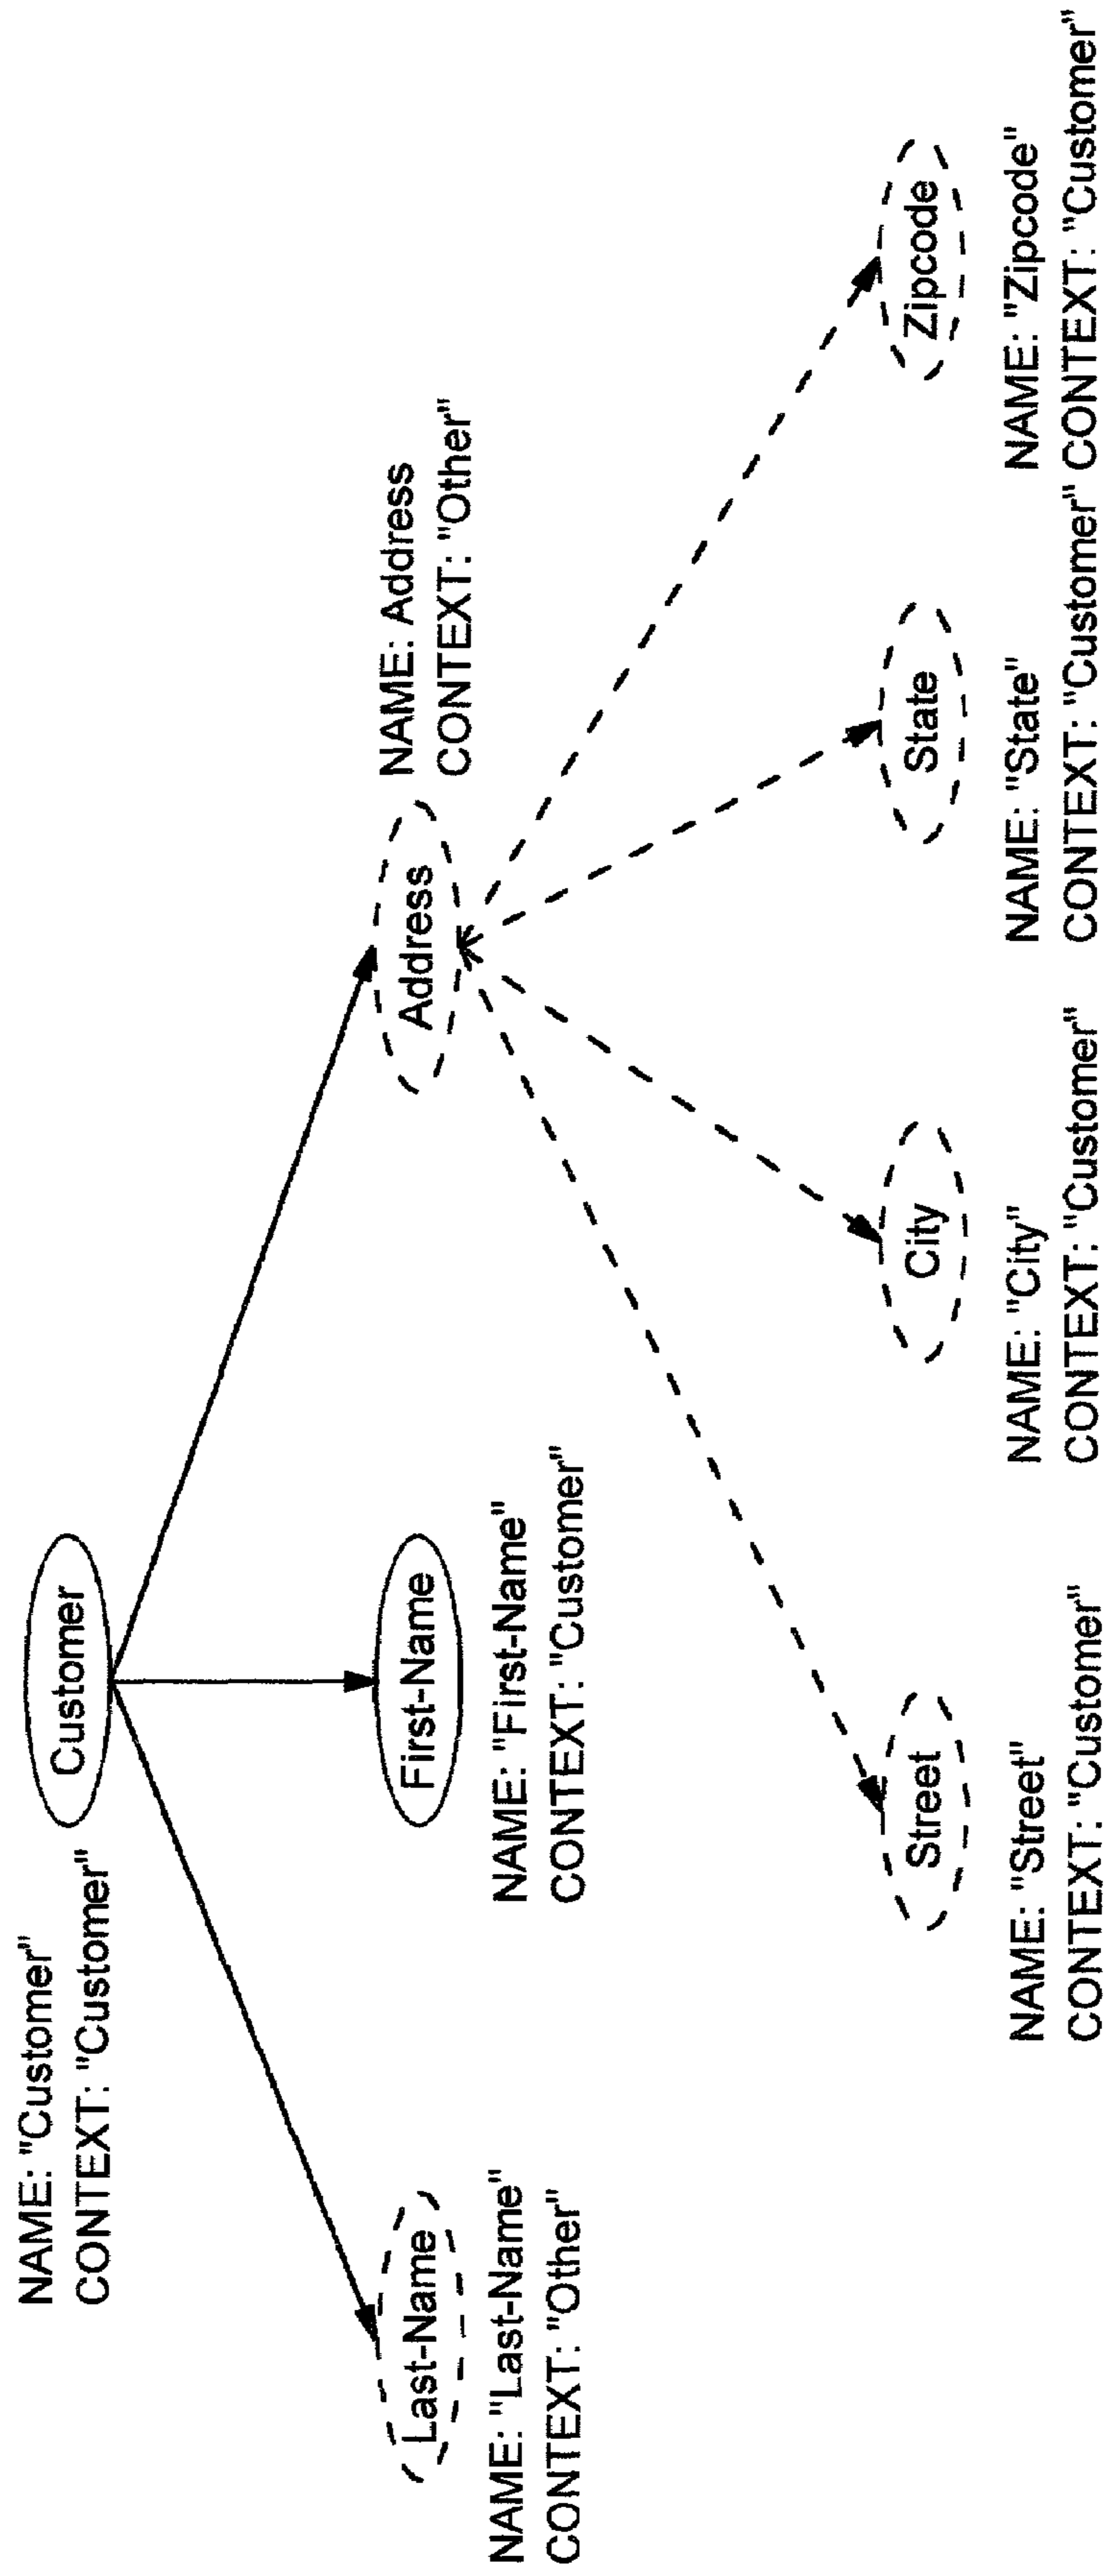 NAME: "Customer"
CONTEXT: "Customer"
Customer
Last-Name
NAME: "Last-Name"
CONTEXT: "Other"
First-Name
NAME: "First-Name"
CONTEXT: "Customer"
Address
NAME: Address
CONTEXT: "Other"
Street
NAME: "Street"
CONTEXT: "Customer"
City
NAME: "City"
CONTEXT: "Customer"
State
NAME: "State"
CONTEXT: "Customer"
Zipcode
NAME: "Zipcode"
CONTEXT: "Customer"